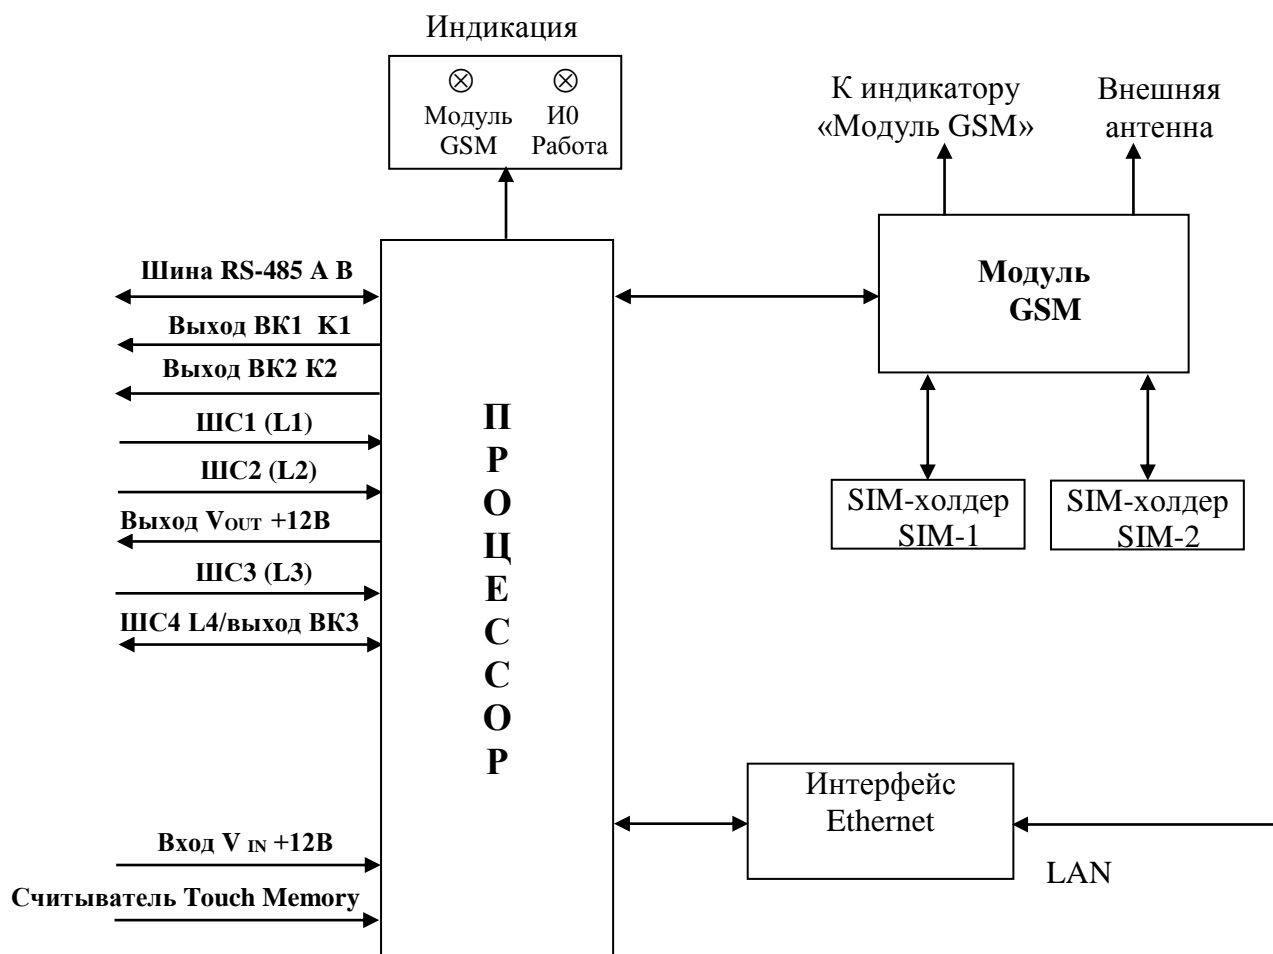 Индикация
Модуль
GSM
И0
Работа
К индикатору
«Модуль GSM»
Внешняя
антенна
Шина RS-485 A B
Выход ВК1 К1
Выход ВК2 К2
ШС1 (L1)
ШС2 (L2)
Выход VOUT +12В
ШС3 (L3)
ШС4 L4/выход ВК3
Вход V IN +12В
Считыватель Touch Memory
П
Р
О
Ц
Е
С
С
О
Р
Модуль
GSM
SIM-холдер
SIM-1
SIM-холдер
SIM-2
Интерфейс
Ethernet
LAN